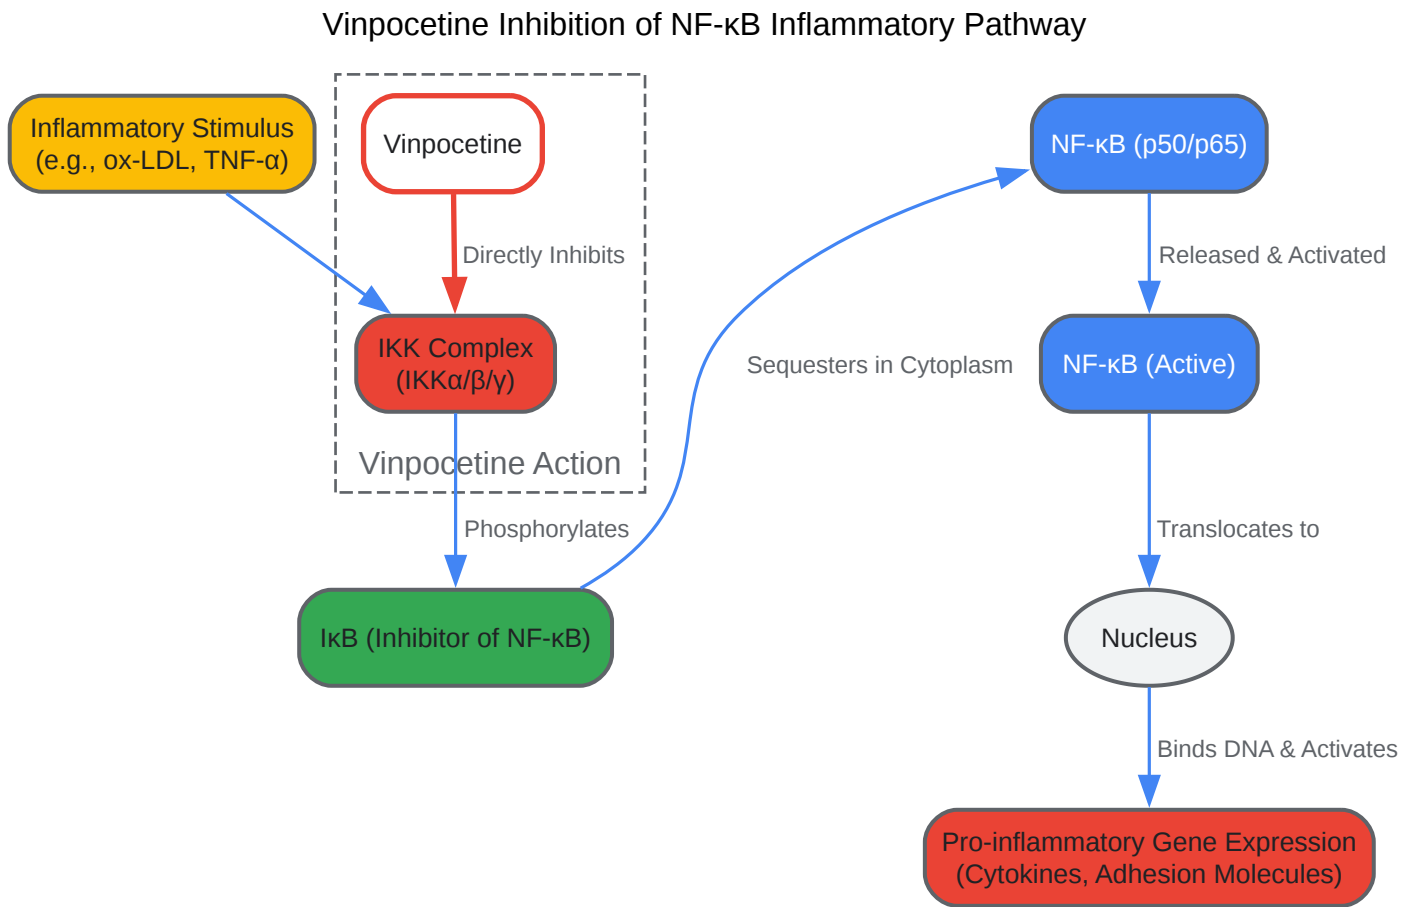 Vinpocetine Inhibition of NF-κB Inflammatory Pathway
Inflammatory Stimulus
(e.g., ox-LDL, TNF-α)
Vinpocetine
Directly Inhibits
IKK Complex
(IKKα/β/γ)
Vinpocetine Action
Phosphorylates
IκB (Inhibitor of NF-κB)
Sequesters in Cytoplasm
NF-κB (p50/p65)
Released & Activated
NF-κB (Active)
Translocates to
Nucleus
Binds DNA & Activates
Pro-inflammatory Gene Expression
(Cytokines, Adhesion Molecules)